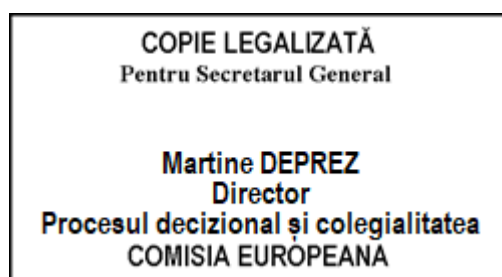 COPIE LEGALIZATĂ
Pentru Secretarul General
Martine DEPREZ
Director
Procesul decizional și colegialitatea
COMISIA EUROPEANA